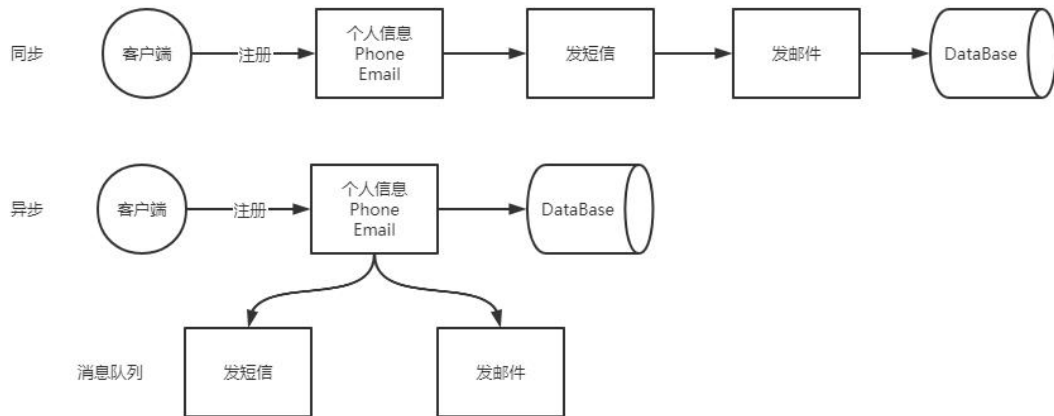 同步
客户端
注册
个人信息
Phone
Email
发短信
发邮件
DataBase
异步
客户端
注册
个人信息
Phone
Email
DataBase
消息队列
发短信
发邮件